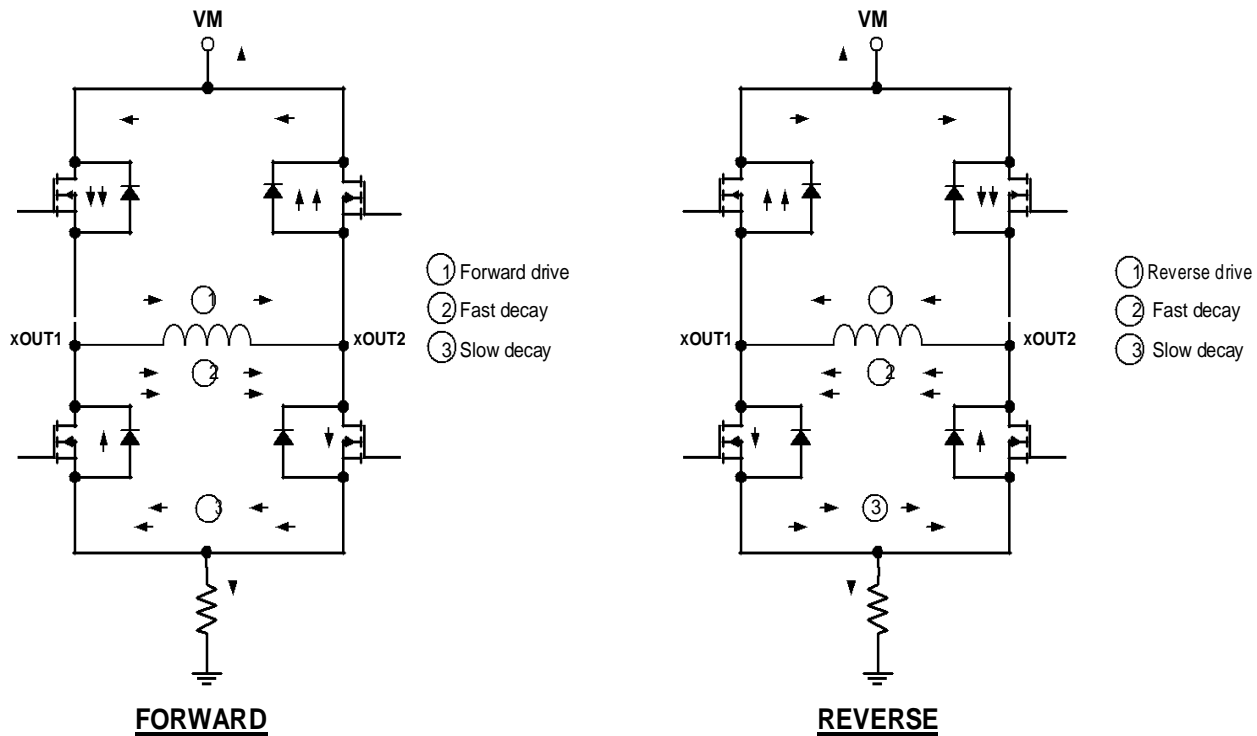 VM
1
1 Forward drive
2 Fast decay
3 Slow decay
xOUT1
xOUT2
2
3
FORWARD
VM
1
1 Reverse drive
2 Fast decay
3 Slow decay
xOUT1
xOUT2
2
3
REVERSE